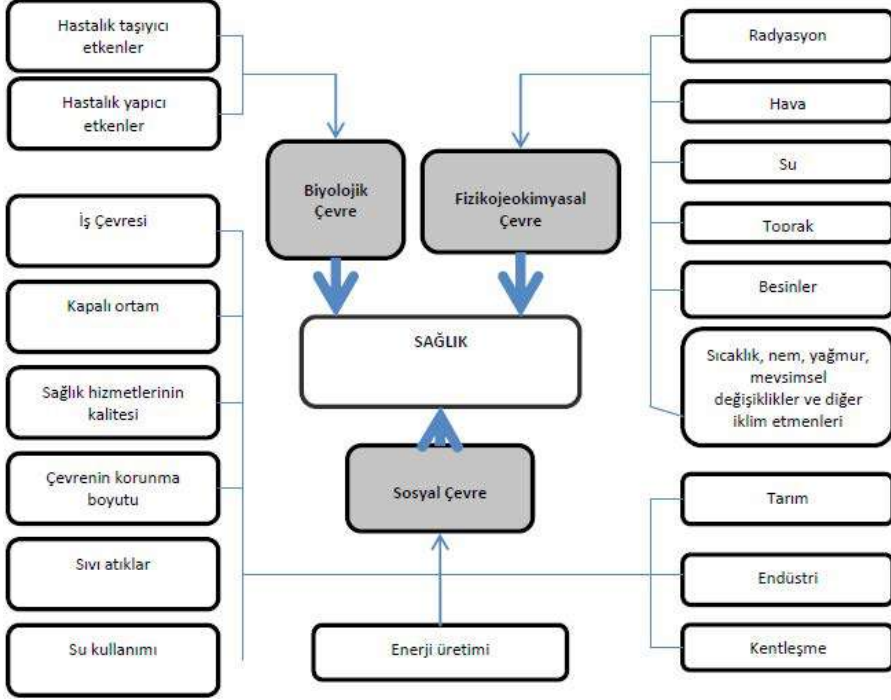 Hastalık taşıyıcı
etkenler
Hastalık yapıcı
etkenler
Radyasyon
Hava
Su
Toprak
Besinler
Sıcaklık, nem, yağmur,
mevsimsel
değişiklikler ve diğer
iklim etmenleri
Biyolojik
Çevre
Fizikojeokimyasal
Çevre
SAĞLIK
Sosyal Çevre
İş Çevresi
Kapalı ortam
Sağlık hizmetlerinin
kalitesi
Çevrenin korunma
boyutu
Sıvı atıklar
Su kullanımı
Enerji üretimi
Tarım
Endüstri
Kentleşme